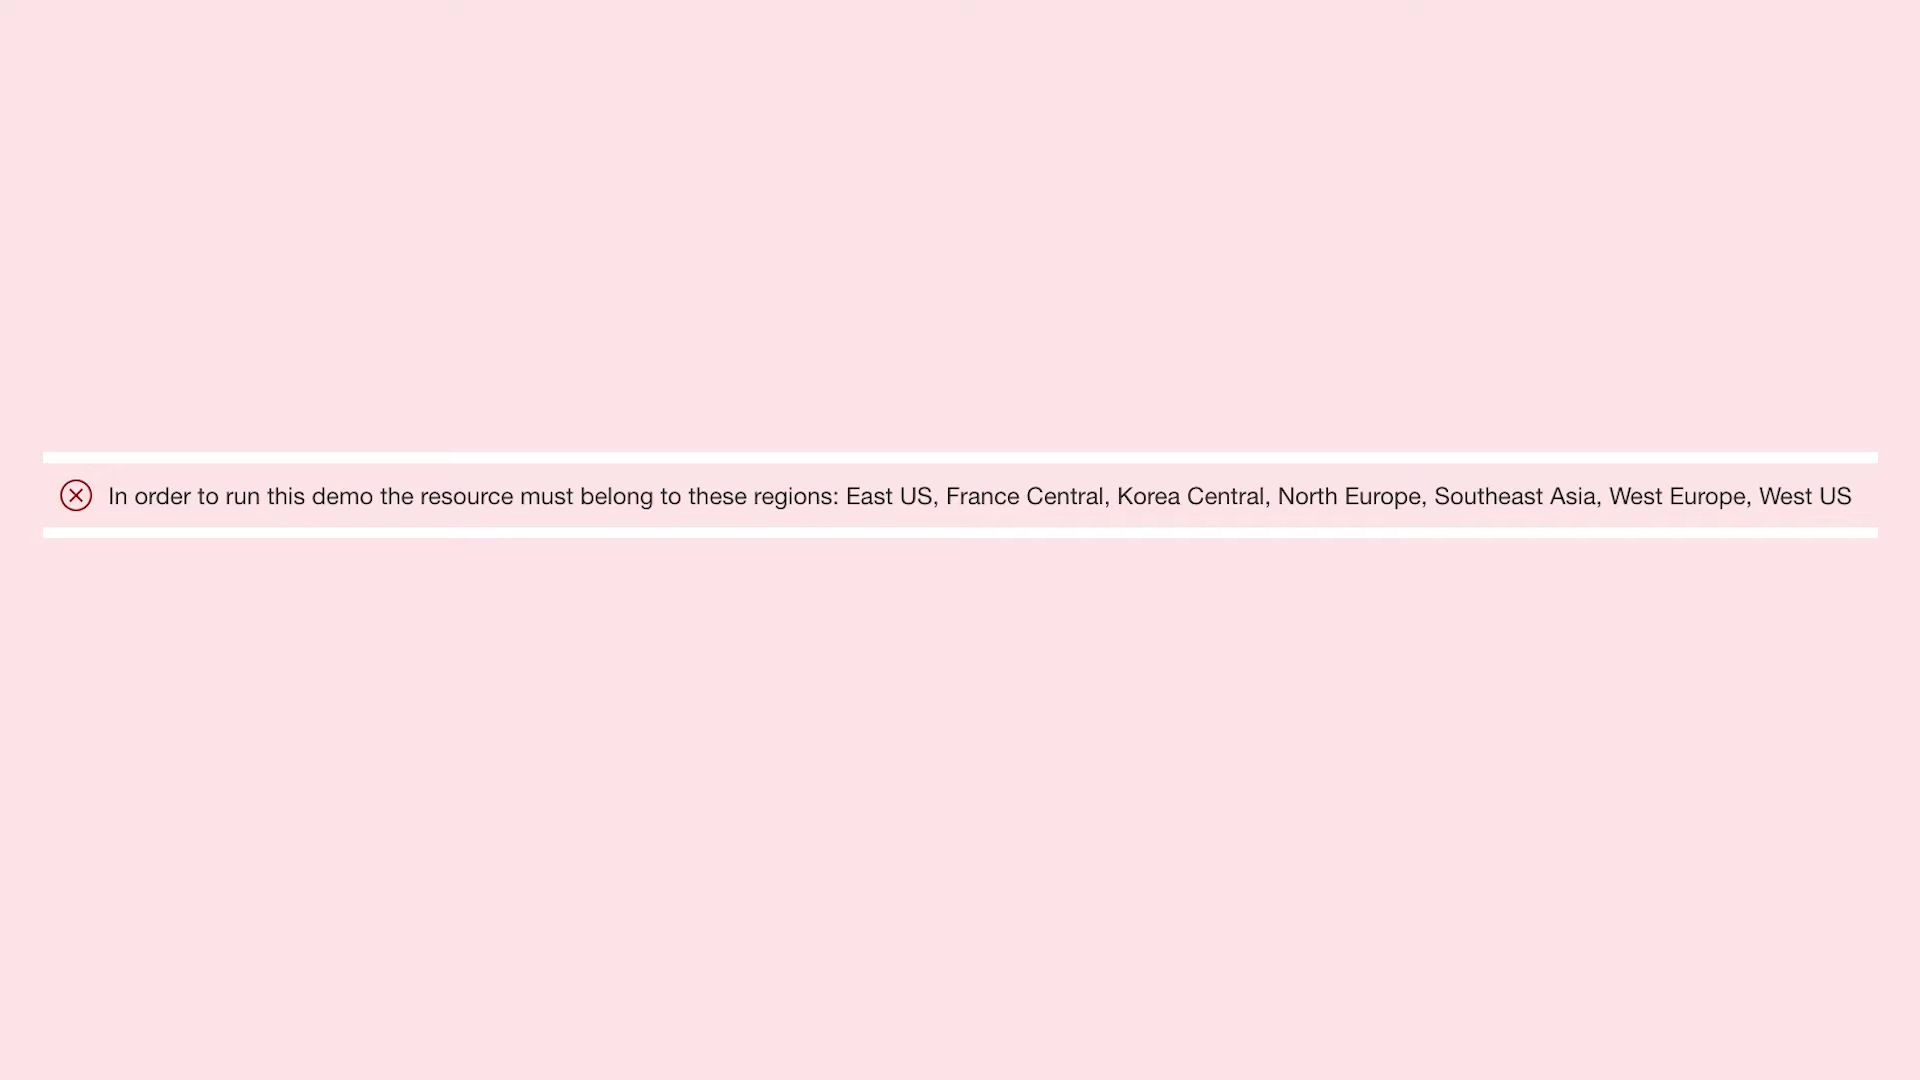 In order to run this demo the resource must belong to these regions: East US, France Central, Korea Central, North Europe, Southeast Asia, West Europe, West US